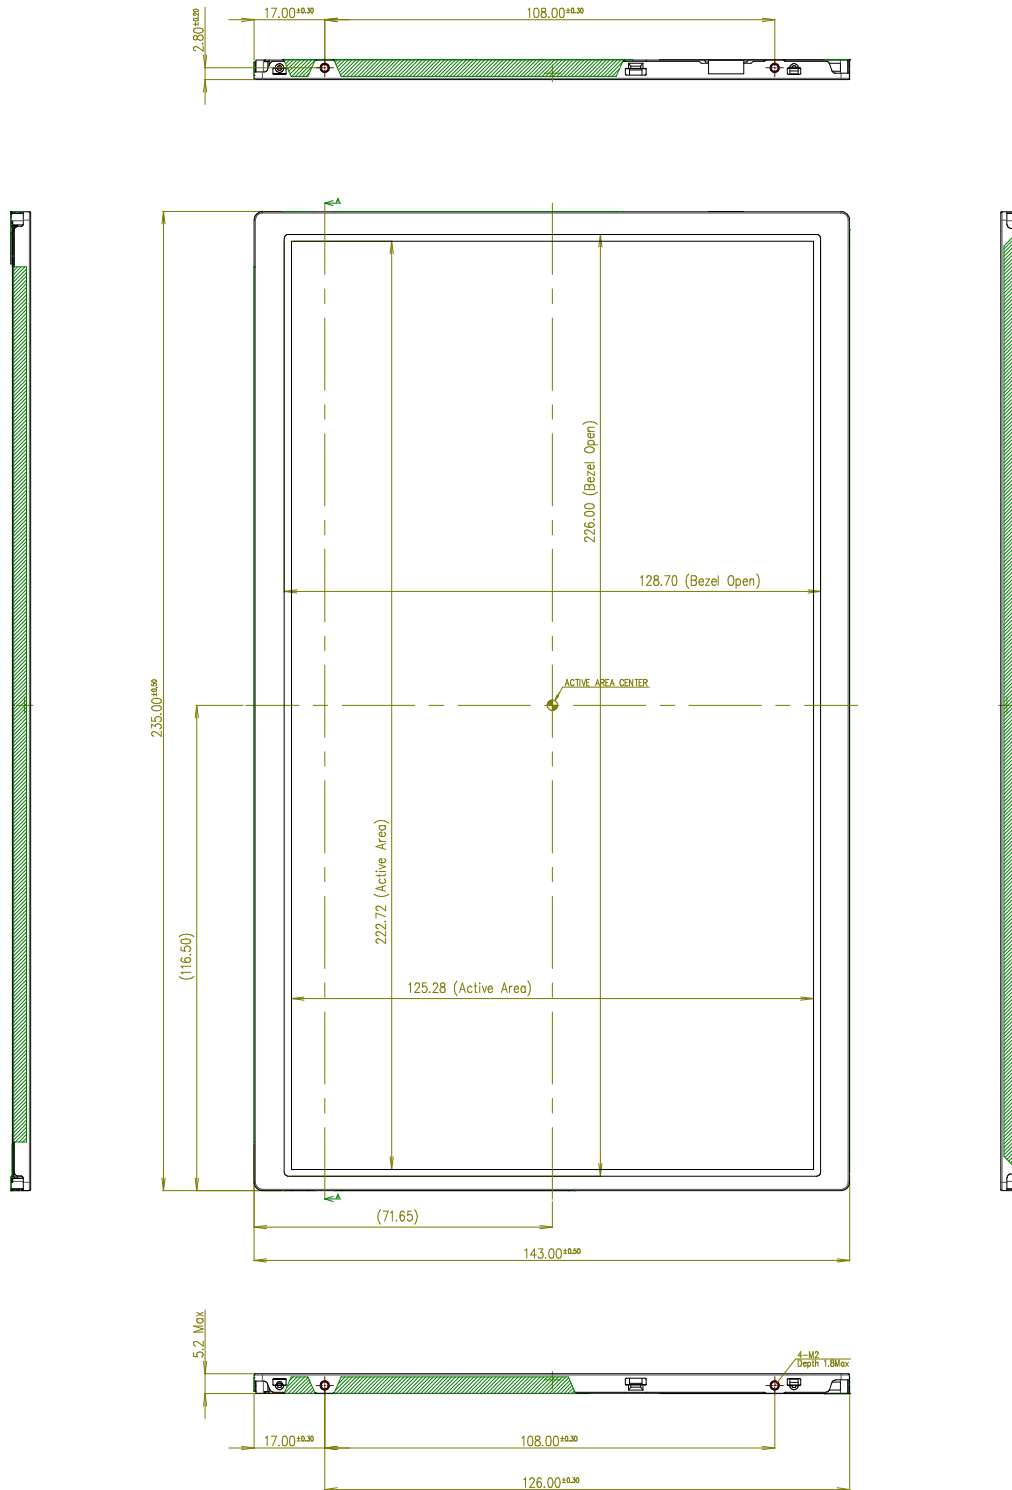 17.00±0.30
108.00±0.30
2.80±0.20
A
226.00 (Bezel Open)
128.70 (Bezel Open)
ACTIVE AREA CENTER
235.00±0.50
222.72 (Active Area)
(116.50)
125.28 (Active Area)
A
(71.65)
143.00±0.50
5.2 Max
4-M2
Depth 1.8Max
17.00±0.30
108.00±0.30
126.00±0.30